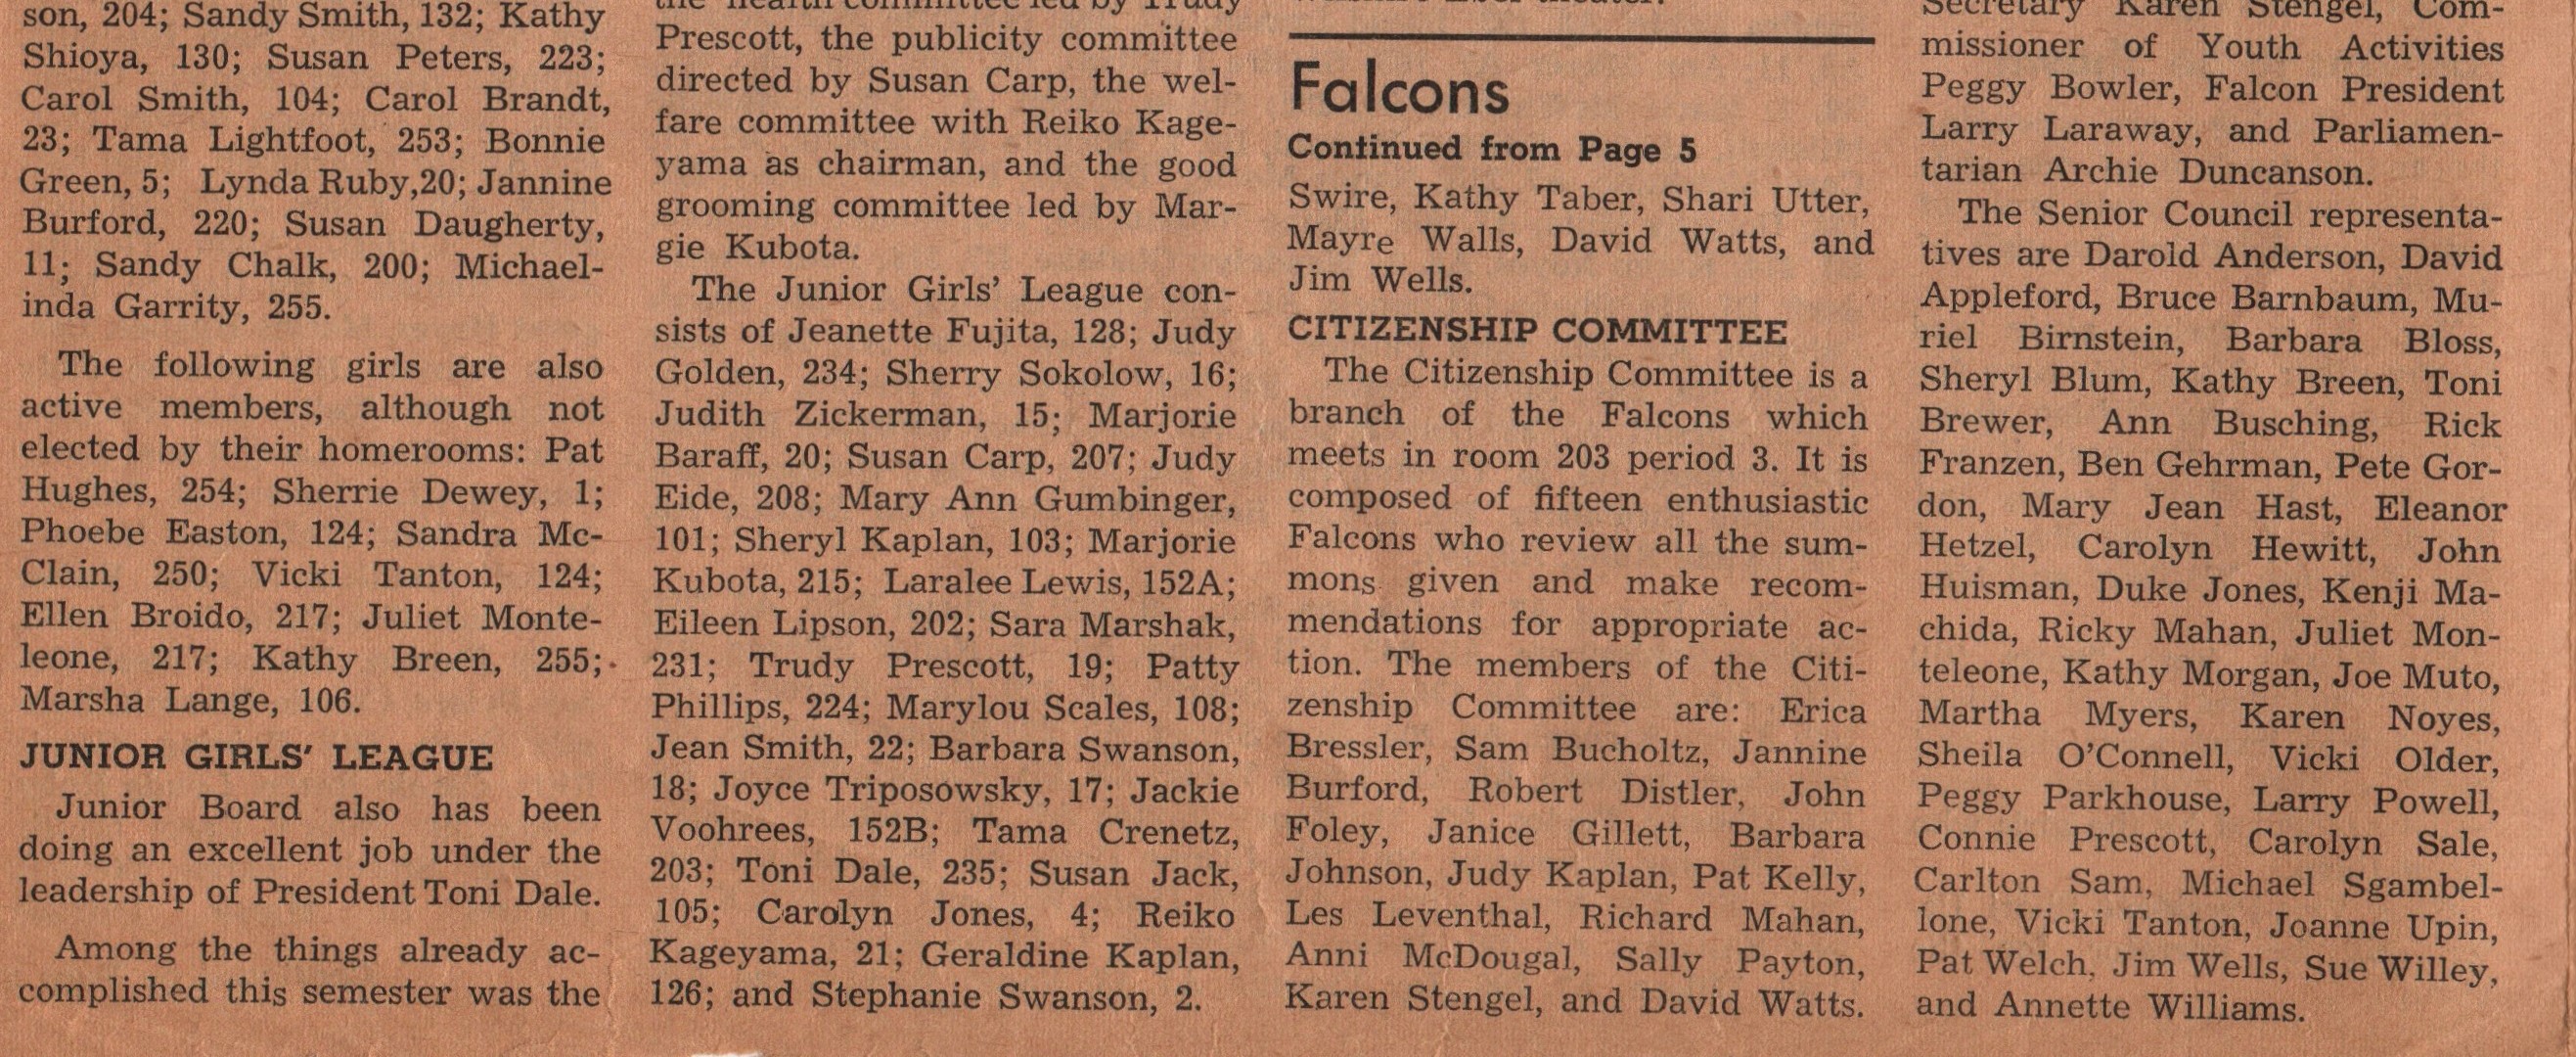 son, 204; Sandy Smith, 132; Kathy
Shioya, 130; Susan Peters, 223;
Carol Smith, 104; Carol Brandt,
23; Tama Lightfoot, 253; Bonnie
Green, 5; Lynda Ruby,20; Jannine
Burford, 220; Susan Daugherty,
11; Sandy Chalk, 200; Michael-
inda Garrity, 255.
The following girls are also
active members, although not
elected by their homerooms: Pat
Hughes, 254; Sherrie Dewey, 1;
Phoebe Easton, 124; Sandra Mc-
Clain, 250; Vicki Tanton, 124;
Ellen Broido, 217; Juliet Monte-
leone, 217; Kathy Breen, 255;
Marsha Lange, 106.
JUNIOR GIRLS' LEAGUE
Junior Board also has been
doing an excellent job under the
leadership of President Toni Dale.
Among the things already ac-
complished this semester was the
the health committee led by Trudy
Prescott, the publicity committee
directed by Susan Carp, the wel-
fare committee with Reiko Kage-
yama as chairman, and the good
grooming committee led by Mar-
gie Kubota.
The Junior Girls' League con-
sists of Jeanette Fujita, 128; Judy
Golden, 234; Sherry Sokolow, 16;
Judith Zickerman, 15; Marjorie
Baraff, 20; Susan Carp, 207; Judy
Eide, 208; Mary Ann Gumbinger,
101; Sheryl Kaplan, 103; Marjorie
Kubota, 215; Laralee Lewis, 152A;
Eileen Lipson, 202; Sara Marshak,
231; Trudy Prescott, 19; Patty
Phillips, 224; Marylou Scales, 108;
Jean Smith, 22; Barbara Swanson,
18; Joyce Triposowsky, 17; Jackie
Voohrees, 152B; Tama Crenetz,
203; Toni Dale, 235; Susan Jack,
105; Carolyn Jones, 4; Reiko
Kageyama, 21; Geraldine Kaplan,
126; and Stephanie Swanson, 2.
theater.
Falcons
Continued from Page 5
Swire, Kathy Taber, Shari Utter,
Mayre Walls, David Watts, and
Jim Wells.
CITIZENSHIP COMMITTEE
The Citizenship Committee is a
branch of the Falcons which
meets in room 203 period 3. It is
composed of fifteen enthusiastic
Falcons who review all the sum-
mons given and make recom-
mendations for appropriate ac-
tion. The members of the Citi-
zenship Committee are: Erica
Bressler, Sam Bucholtz, Jannine
Burford, Robert Distler, John
Foley, Janice Gillett, Barbara
Johnson, Judy Kaplan, Pat Kelly,
Les Leventhal, Richard Mahan,
Anni McDougal, Sally Payton,
Karen Stengel, and David Watts.
Secretary Karen Stengel, Com-
missioner of Youth Activities
Peggy Bowler, Falcon President
Larry Laraway, and Parliamen-
tarian Archie Duncanson.
The Senior Council representa-
tives are Darold Anderson, David
Appleford, Bruce Barnbaum, Mu-
riel Birnstein, Barbara Bloss,
Sheryl Blum, Kathy Breen, Toni
Brewer, Ann Busching, Rick
Franzen, Ben Gehrman, Pete Gor-
don, Mary Jean Hast, Eleanor
Hetzel, Carolyn Hewitt, John
Huisman, Duke Jones, Kenji Ma-
chida, Ricky Mahan, Juliet Mon-
teleone, Kathy Morgan, Joe Muto,
Martha Myers, Karen Noyes,
Sheila O'Connell, Vicki Older,
Peggy Parkhouse, Larry Powell,
Connie Prescott, Carolyn Sale,
Carlton Sam, Michael Sgambel-
lone, Vicki Tanton, Joanne Upin,
Pat Welch, Jim Wells, Sue Willey,
and Annette Williams.